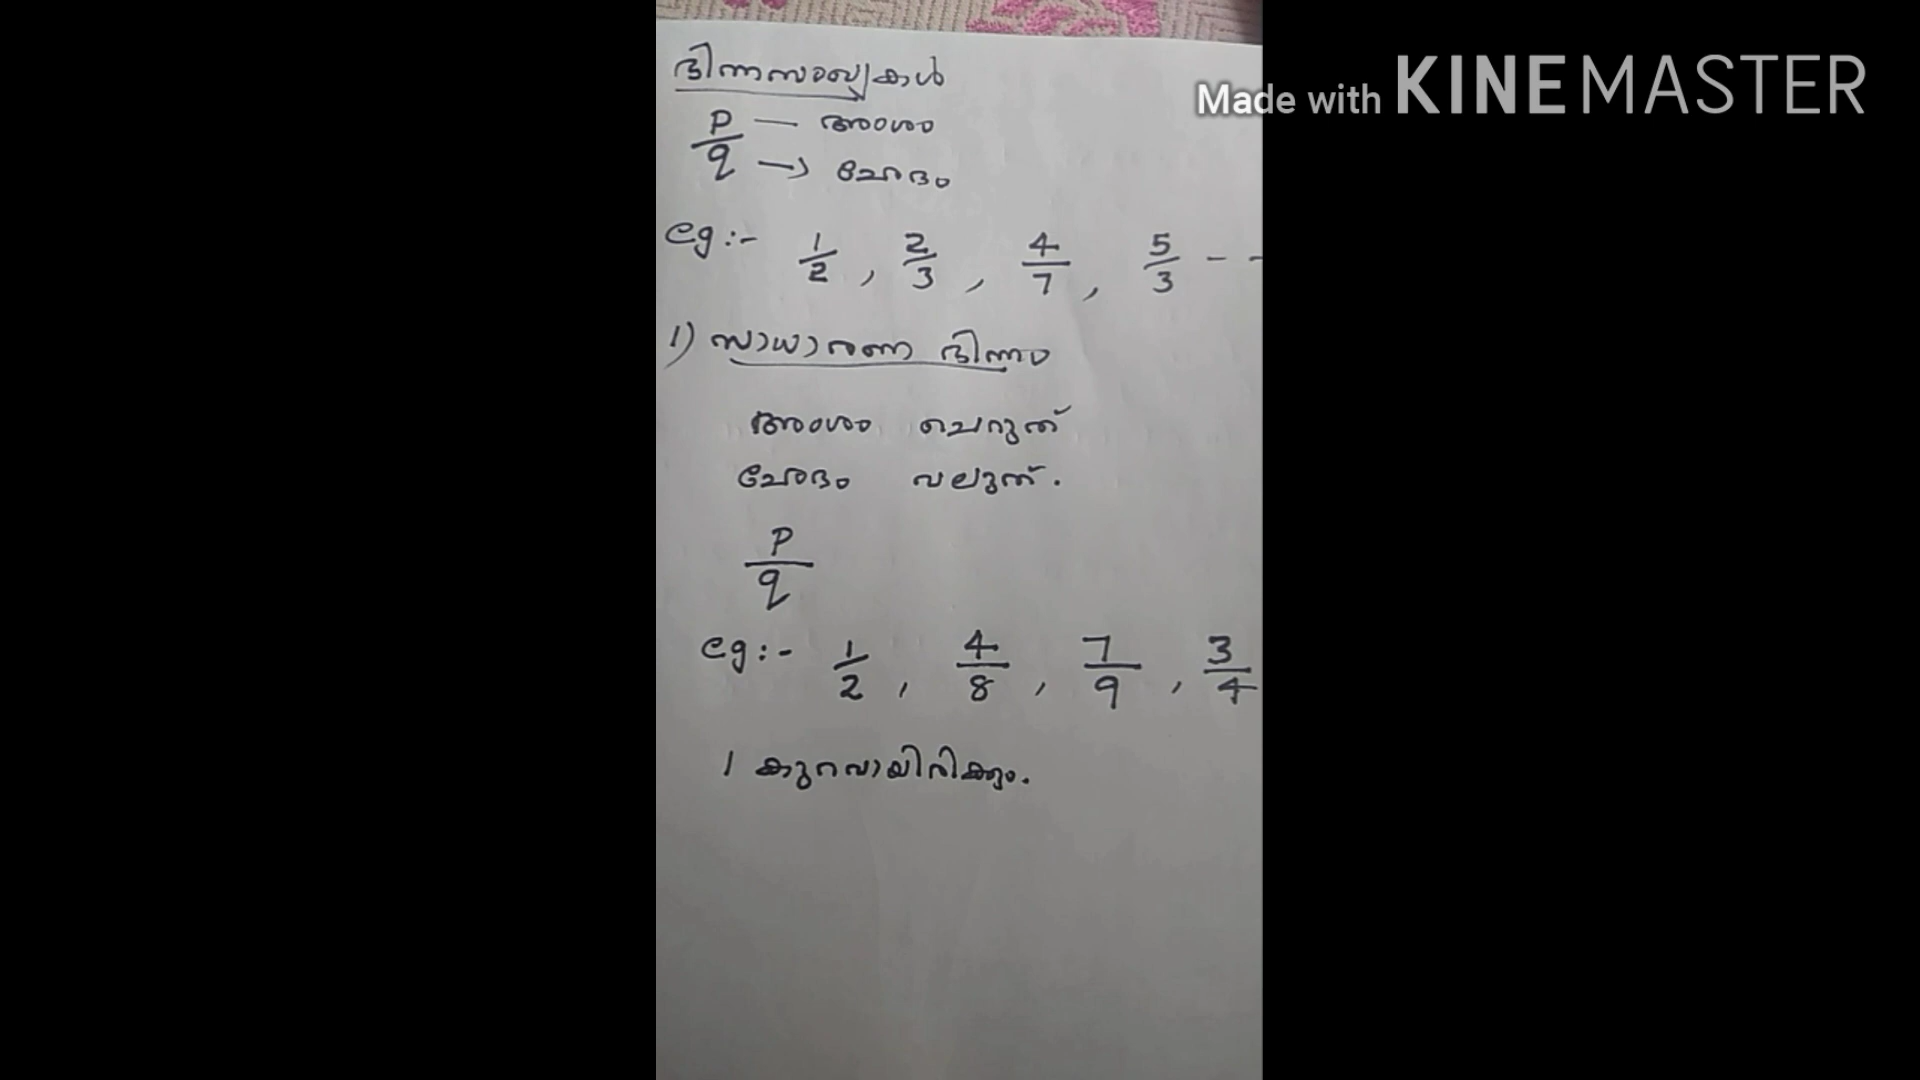 ഭിന്നസംഖ്യകൾ
Made with KINEMASTER
P/q — അംശം
→ ഛേദം
eg:- 1/2 , 2/3 , 4/7 , 5/3 - -
1) സാധാരണ ഭിന്നം
അംശം ചെറുത്
ഛേദം വലുത്.
P/q
eg:- 1/2 , 4/8 , 7/9 , 3/4
1 കുറവായിരിക്കും.